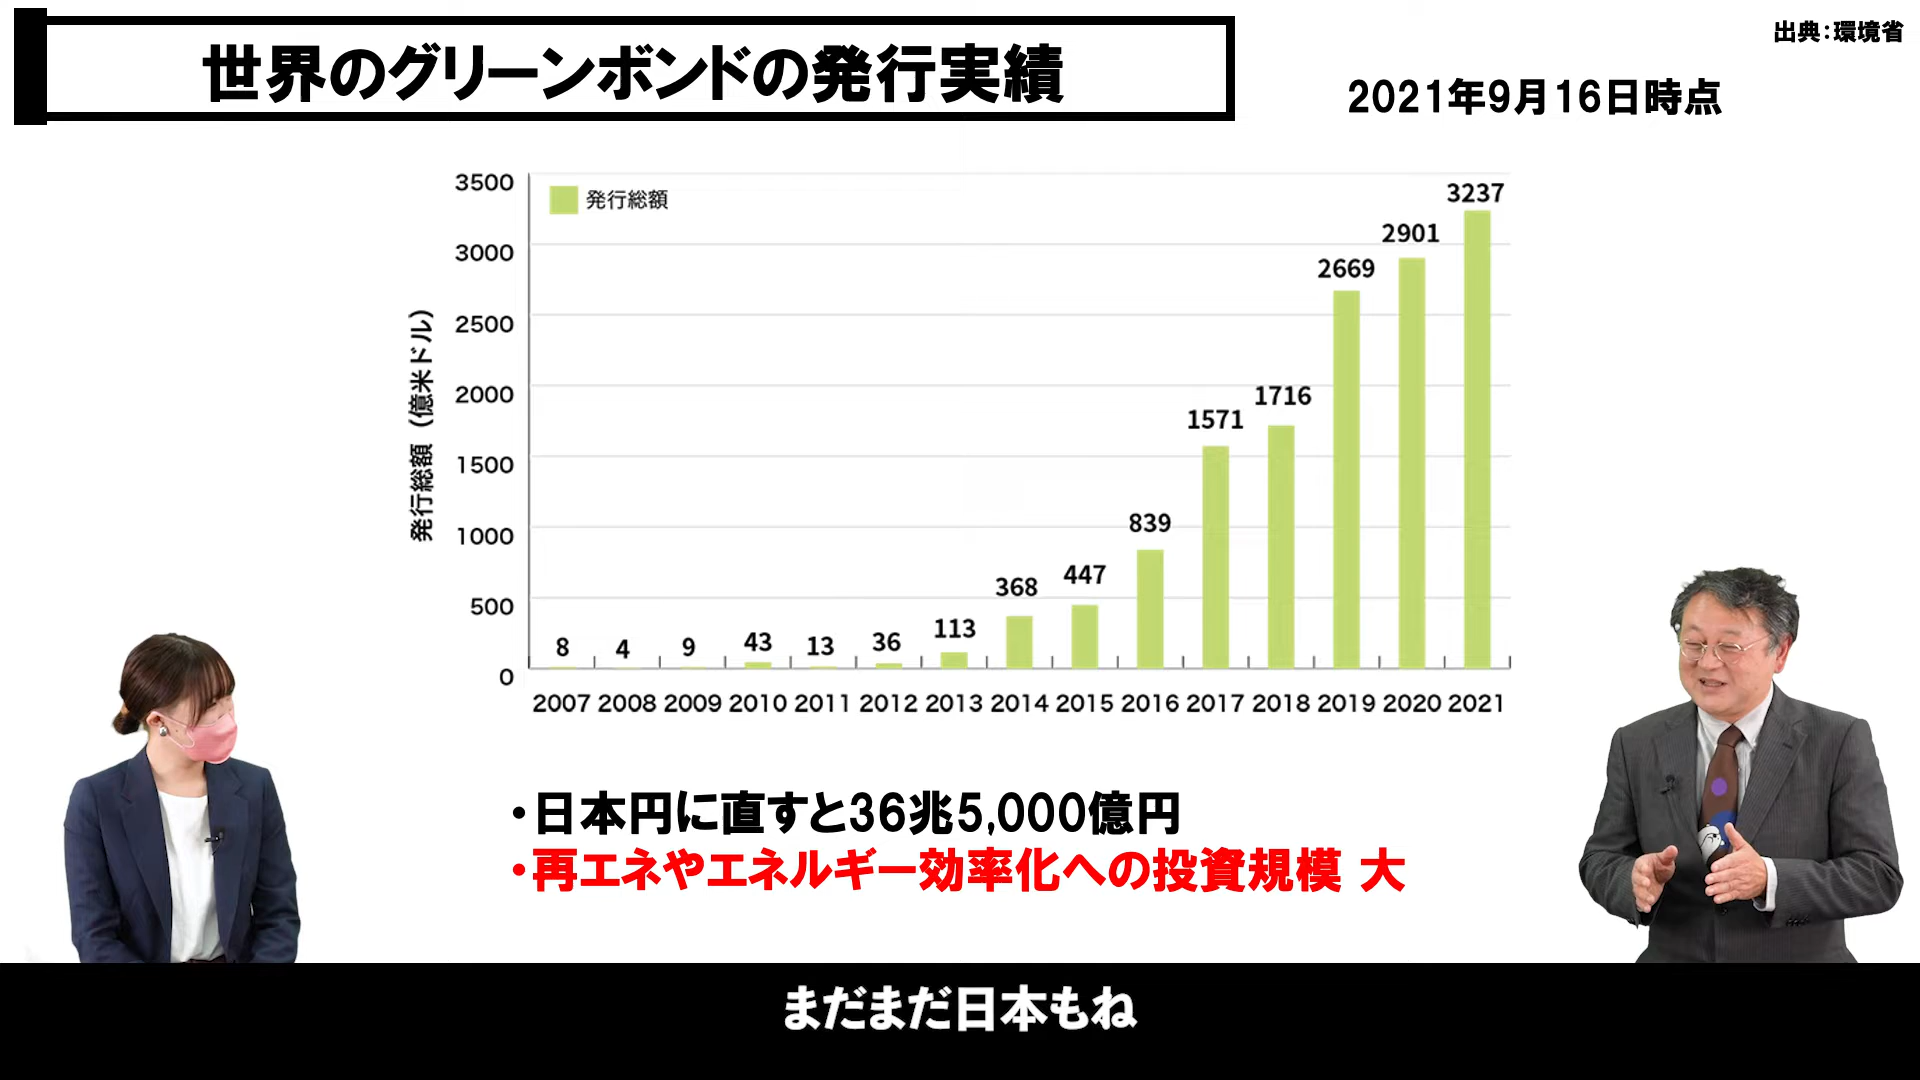 出典：環境省
世界のグリーンボンドの発行実績
2021年9月16日時点
発行総額
発行総額（億米ドル）
3500
3000
2500
2000
1500
1000
500
0
8 4 9 43 13 36 113 368 447 839 1571 1716 2669 2901 3237
2007 2008 2009 2010 2011 2012 2013 2014 2015 2016 2017 2018 2019 2020 2021
・日本円に直すと36兆5,000億円
・再エネやエネルギー効率化への投資規模 大
まだまだ日本もね